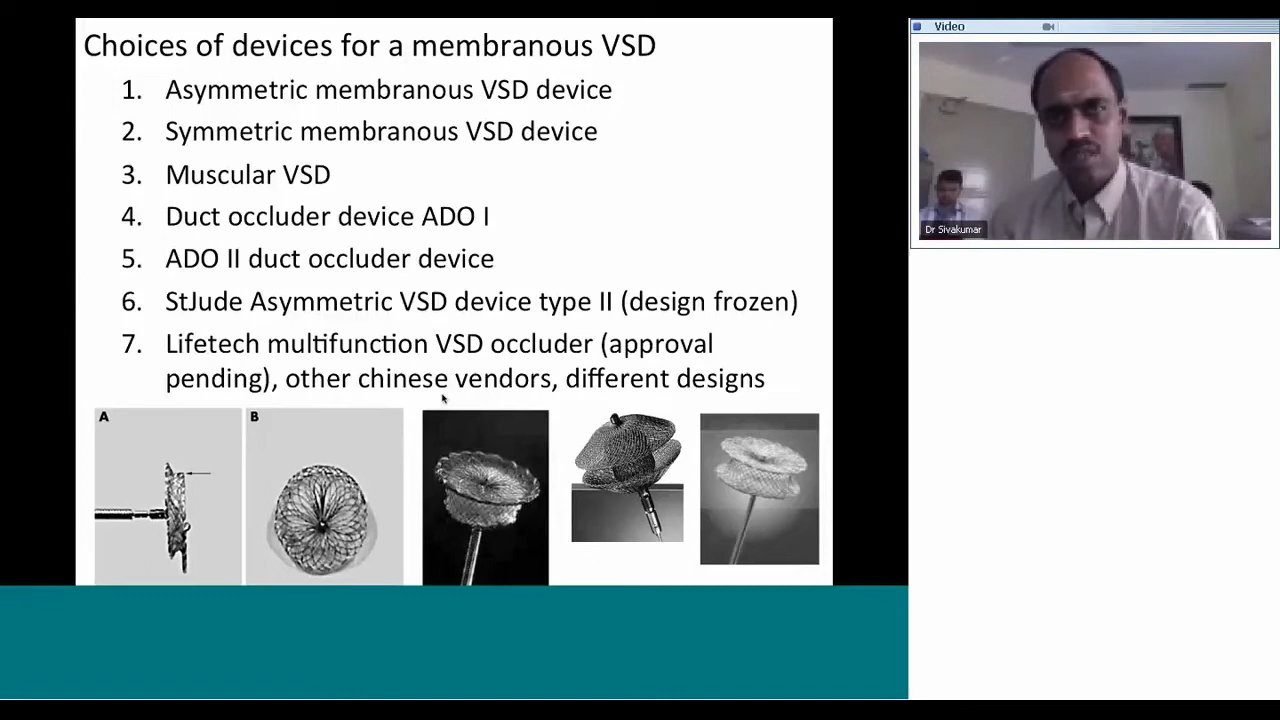 Choices of devices for a membranous VSD
1. Asymmetric membranous VSD device
2. Symmetric membranous VSD device
3. Muscular VSD
4. Duct occluder device ADO I
5. ADO II duct occluder device
6. StJude Asymmetric VSD device type II (design frozen)
7. Lifetech multifunction VSD occluder (approval
pending), other chinese vendors, different designs
A
B
Video
Dr Sivakumar